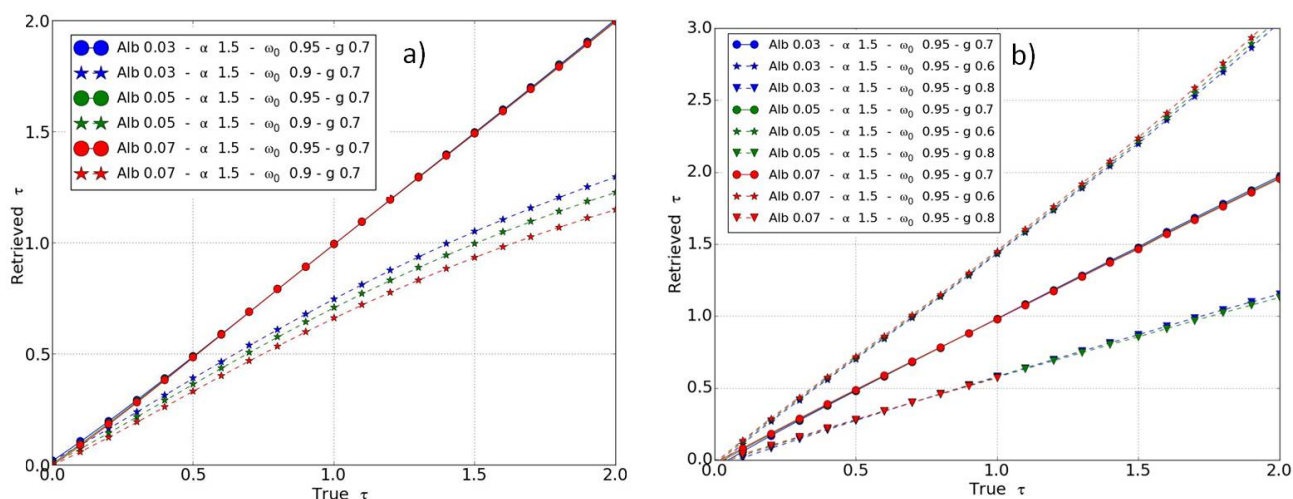 a)
Alb 0.03 - α 1.5 - ω₀ 0.95 - g 0.7
Alb 0.03 - α 1.5 - ω₀ 0.9 - g 0.7
Alb 0.05 - α 1.5 - ω₀ 0.95 - g 0.7
Alb 0.05 - α 1.5 - ω₀ 0.9 - g 0.7
Alb 0.07 - α 1.5 - ω₀ 0.95 - g 0.7
Alb 0.07 - α 1.5 - ω₀ 0.9 - g 0.7
2.0
1.5
1.0
0.5
0.0
Retrieved τ
0.0 0.5 1.0 1.5 2.0
True τ
b)
Alb 0.03 - α 1.5 - ω₀ 0.95 - g 0.7
Alb 0.03 - α 1.5 - ω₀ 0.95 - g 0.6
Alb 0.03 - α 1.5 - ω₀ 0.95 - g 0.8
Alb 0.05 - α 1.5 - ω₀ 0.95 - g 0.7
Alb 0.05 - α 1.5 - ω₀ 0.95 - g 0.6
Alb 0.05 - α 1.5 - ω₀ 0.95 - g 0.8
Alb 0.07 - α 1.5 - ω₀ 0.95 - g 0.7
Alb 0.07 - α 1.5 - ω₀ 0.95 - g 0.6
Alb 0.07 - α 1.5 - ω₀ 0.95 - g 0.8
3.0
2.5
2.0
1.5
1.0
0.5
0.0
Retrieved τ
0.0 0.5 1.0 1.5 2.0
True τ